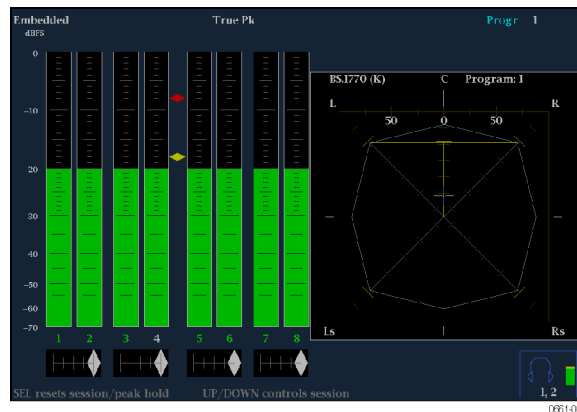 Embedded True Pk Progr 1
dBFS
0
BS.1770 (K) C Program: 1
L R
50 0 50
-10
20
30
40
-50
-60
-70
1 2 3 4 5 6 7 8
Ls Rs
SEL resets session/peak hold UP/DOWN controls session
1, 2